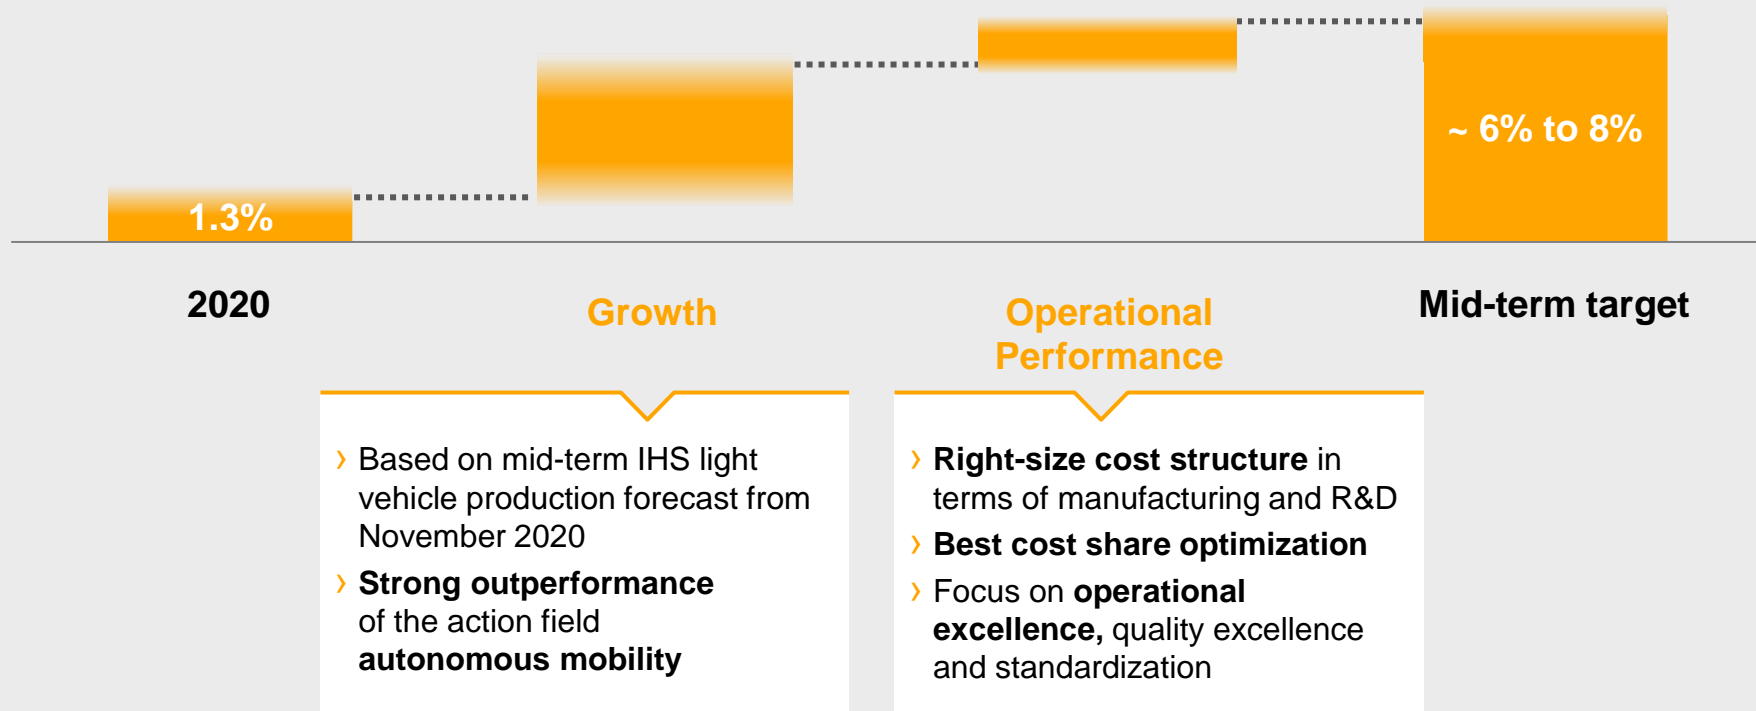 1.3%
~ 6% to 8%
2020
Growth
Operational
Performance
Mid-term target
› Based on mid-term IHS light
vehicle production forecast from
November 2020
› Strong outperformance
of the action field
autonomous mobility
› Right-size cost structure in
terms of manufacturing and R&D
› Best cost share optimization
› Focus on operational
excellence, quality excellence
and standardization